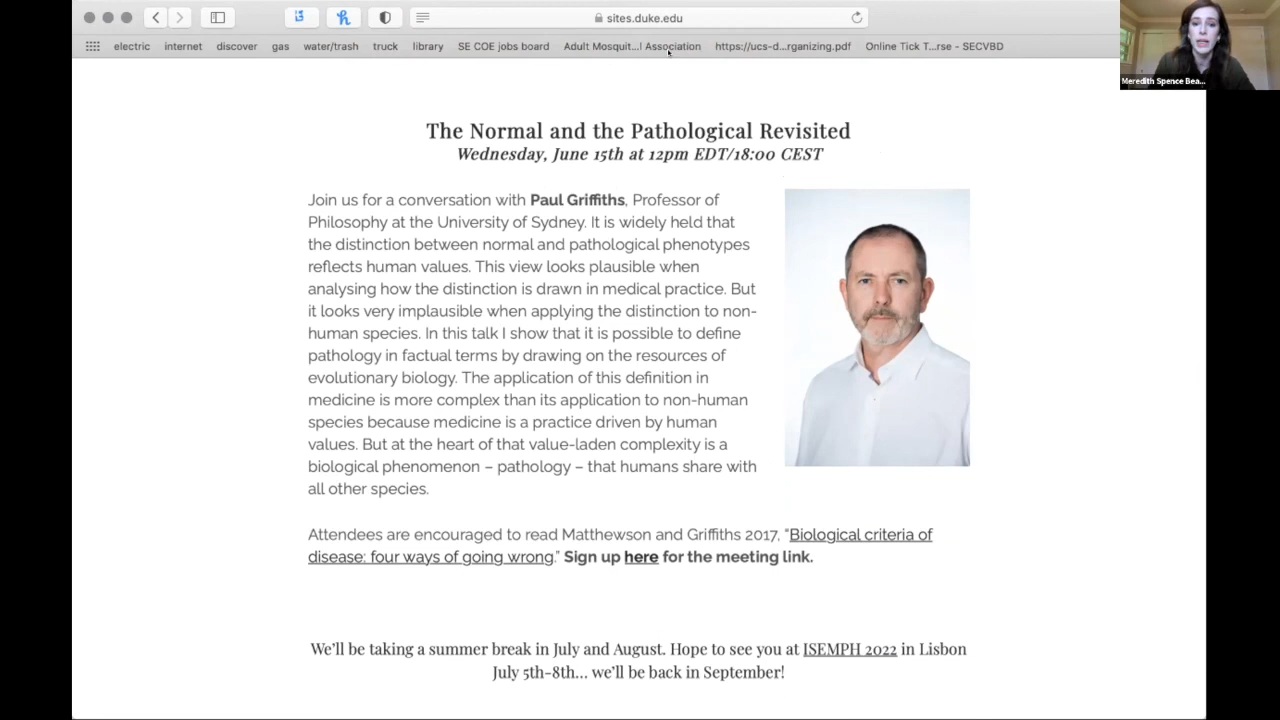 sites.duke.edu
electric internet discover gas water/trash truck library SE COE jobs board Adult Mosquit...l Association https://ucs-d...rganizing.pdf Online Tick T...rse - SECVBD
Meredith Spence Bea...
The Normal and the Pathological Revisited
Wednesday, June 15th at 12pm EDT/18:00 CEST
Join us for a conversation with Paul Griffiths, Professor of
Philosophy at the University of Sydney. It is widely held that
the distinction between normal and pathological phenotypes
reflects human values. This view looks plausible when
analysing how the distinction is drawn in medical practice. But
it looks very implausible when applying the distinction to non-
human species. In this talk I show that it is possible to define
pathology in factual terms by drawing on the resources of
evolutionary biology. The application of this definition in
medicine is more complex than its application to non-human
species because medicine is a practice driven by human
values. But at the heart of that value-laden complexity is a
biological phenomenon – pathology – that humans share with
all other species.
Attendees are encouraged to read Matthewson and Griffiths 2017, “Biological criteria of
disease: four ways of going wrong.” Sign up here for the meeting link.
We’ll be taking a summer break in July and August. Hope to see you at ISEMPH 2022 in Lisbon
July 5th-8th... we’ll be back in September!